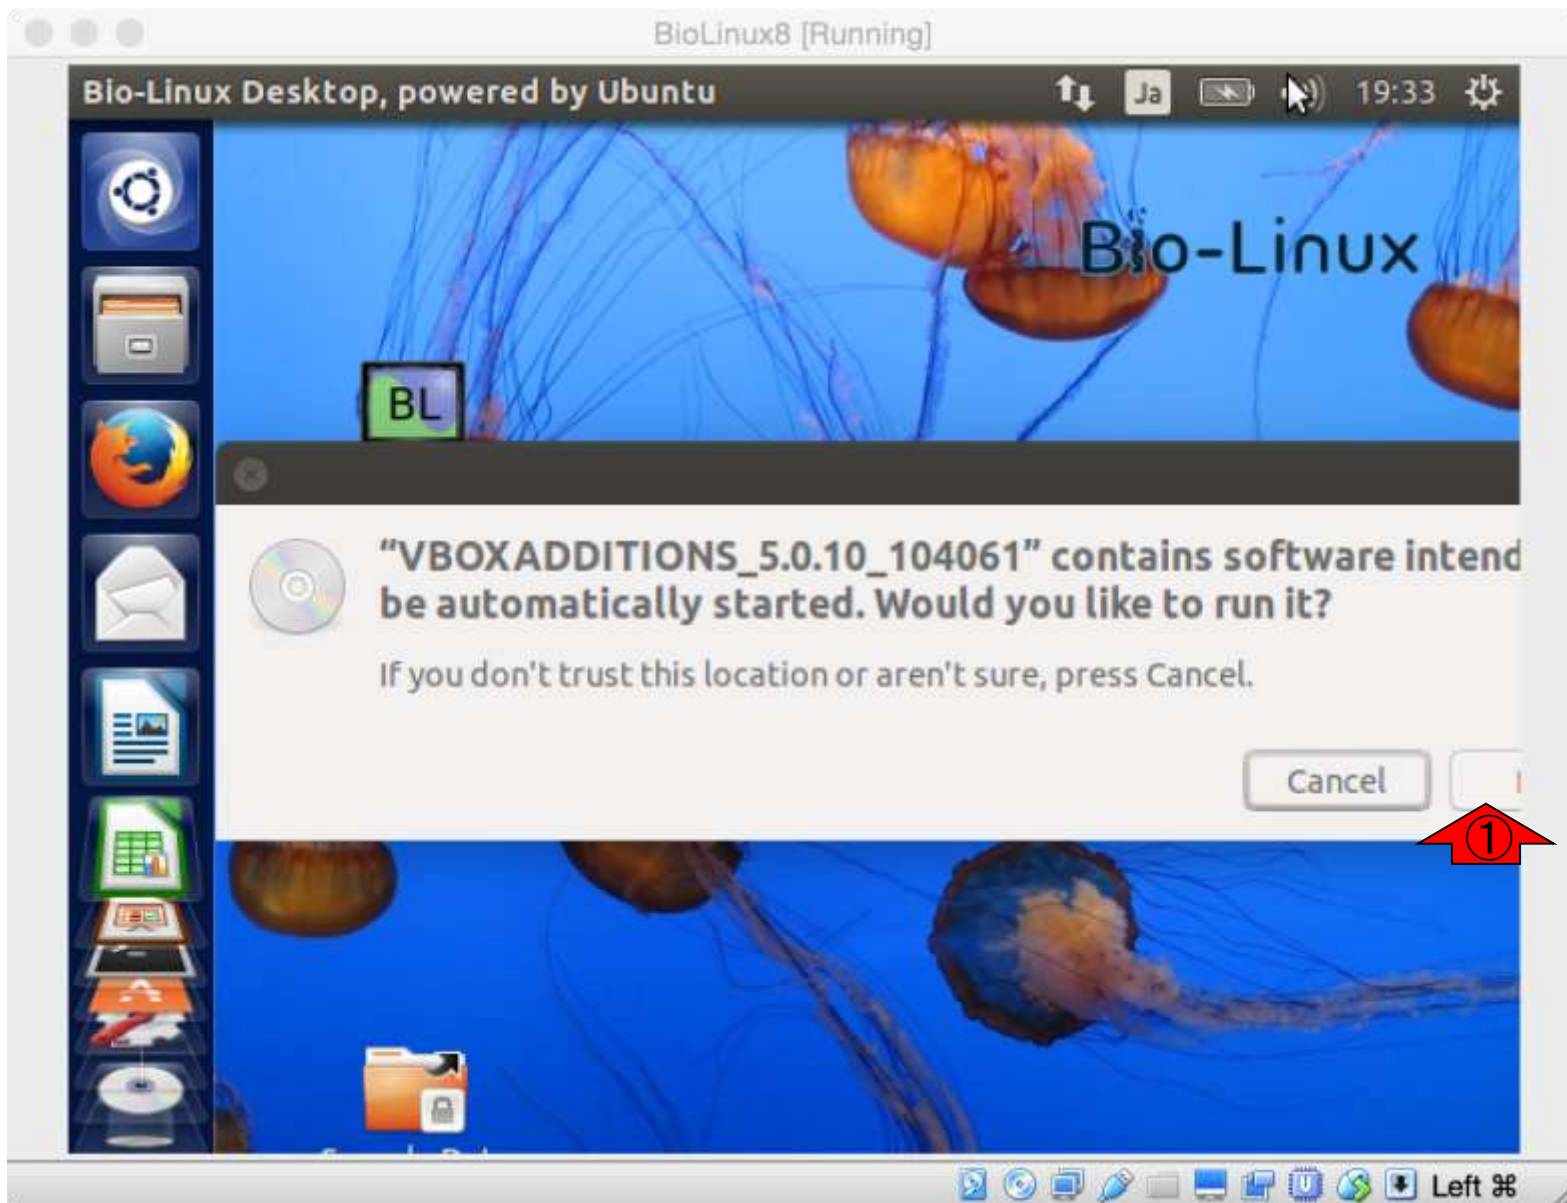 BioLinux8 [Running]
Bio-Linux Desktop, powered by Ubuntu
Ja
19:33
Bio-Linux
BL
“VBOXADDITIONS_5.0.10_104061” contains software intend
be automatically started. Would you like to run it?
If you don't trust this location or aren't sure, press Cancel.
Cancel
①
Left ⌘